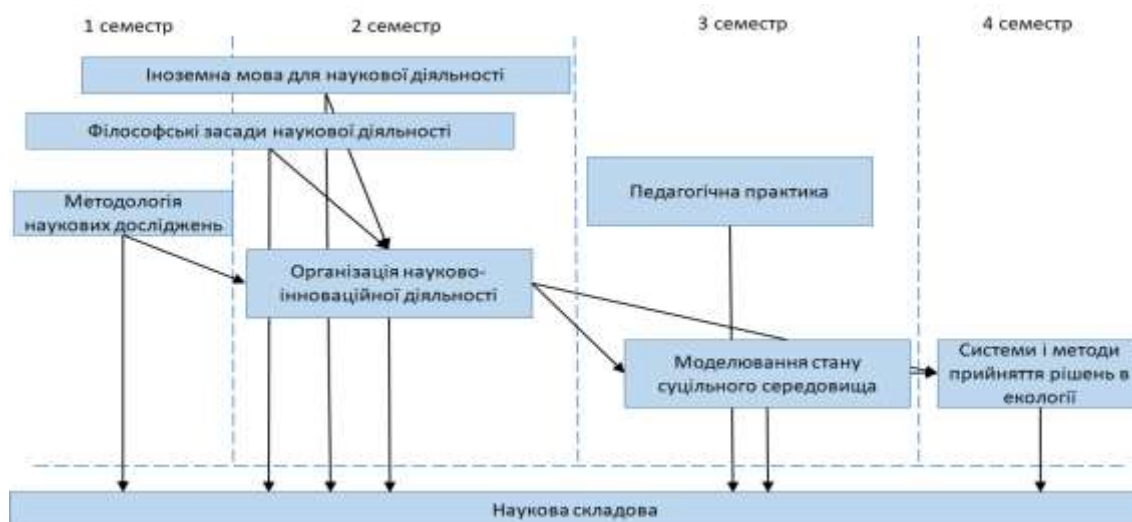 1 семестр
2 семестр
3 семестр
4 семестр
Іноземна мова для наукової діяльності
Філософські засади наукової діяльності
Педагогічна практика
Методологія
наукових досліджень
Організація науково-
інноваційної діяльності
Моделювання стану
суцільного середовища
Системи і методи
прийняття рішень в
екології
Наукова складова